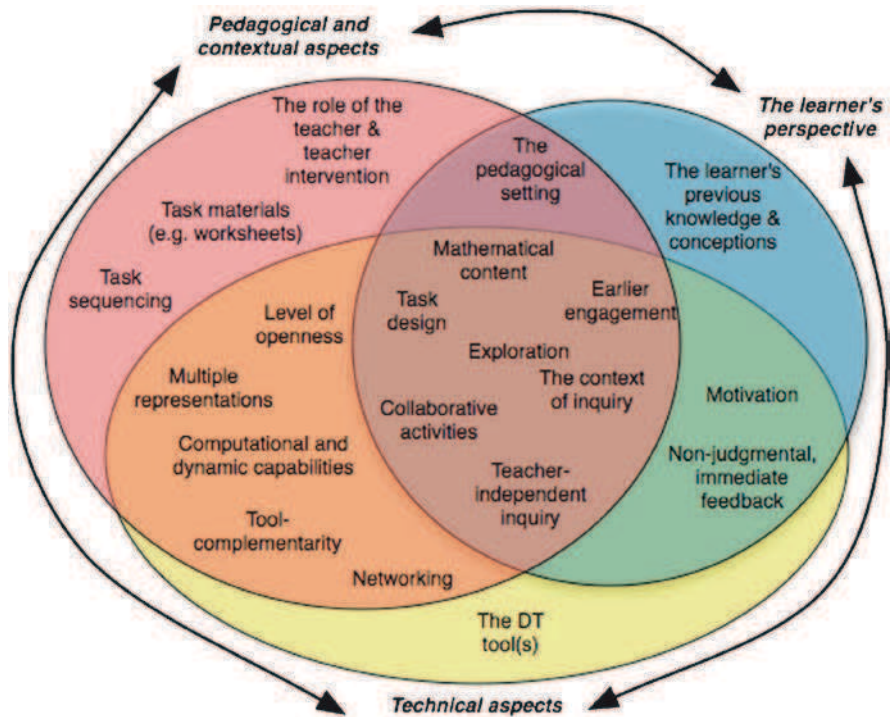 Pedagogical and
contextual aspects
The learner's
perspective
The role of the
teacher &
teacher
intervention
The
pedagogical
setting
The learner's
previous
knowledge &
conceptions
Task materials
(e.g. worksheets)
Mathematical
content
Task
sequencing
Level of
openness
Task
design
Earlier
engagement
Exploration
Multiple
representations
The context
of inquiry
Motivation
Collaborative
activities
Computational and
dynamic capabilities
Non-judgmental,
immediate
feedback
Teacher-
independent
inquiry
Tool-
complementarity
Networking
The DT
tool(s)
Technical aspects